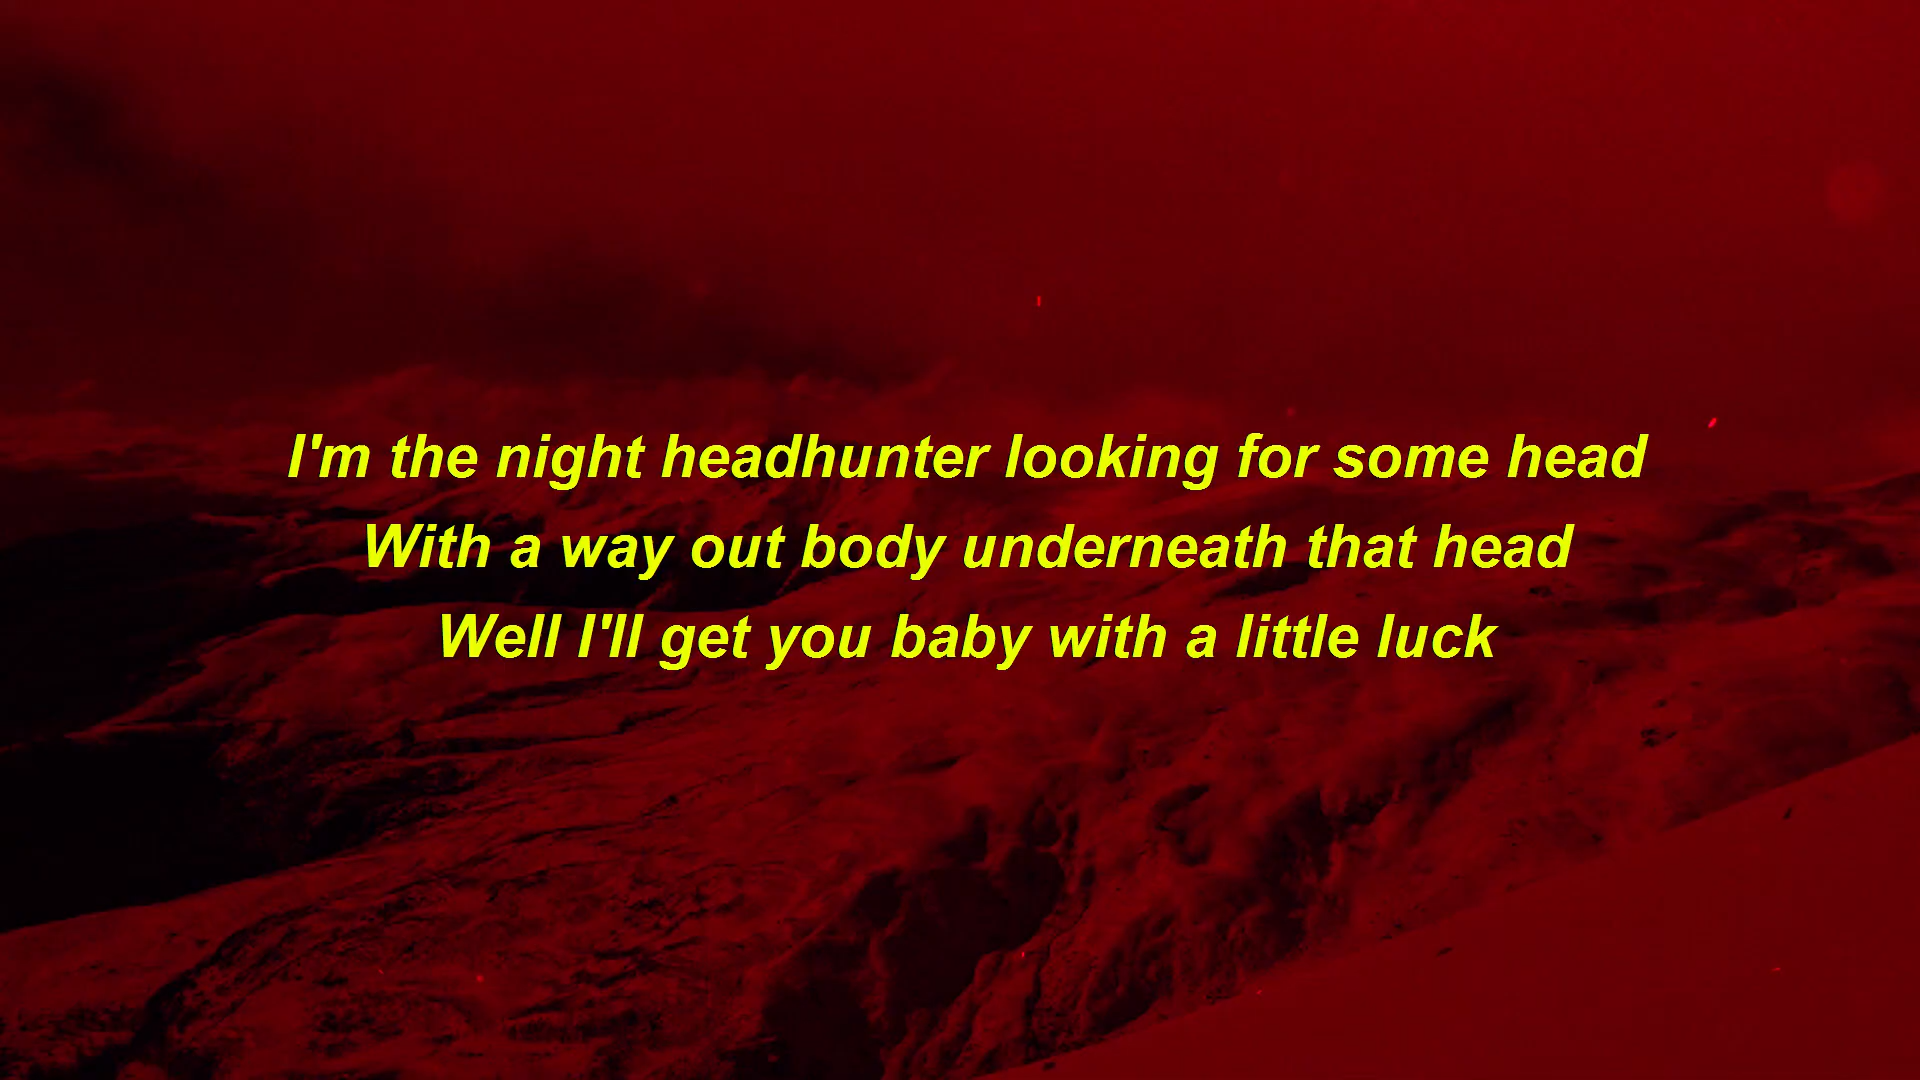 I'm the night headhunter looking for some head
With a way out body underneath that head
Well I'll get you baby with a little luck